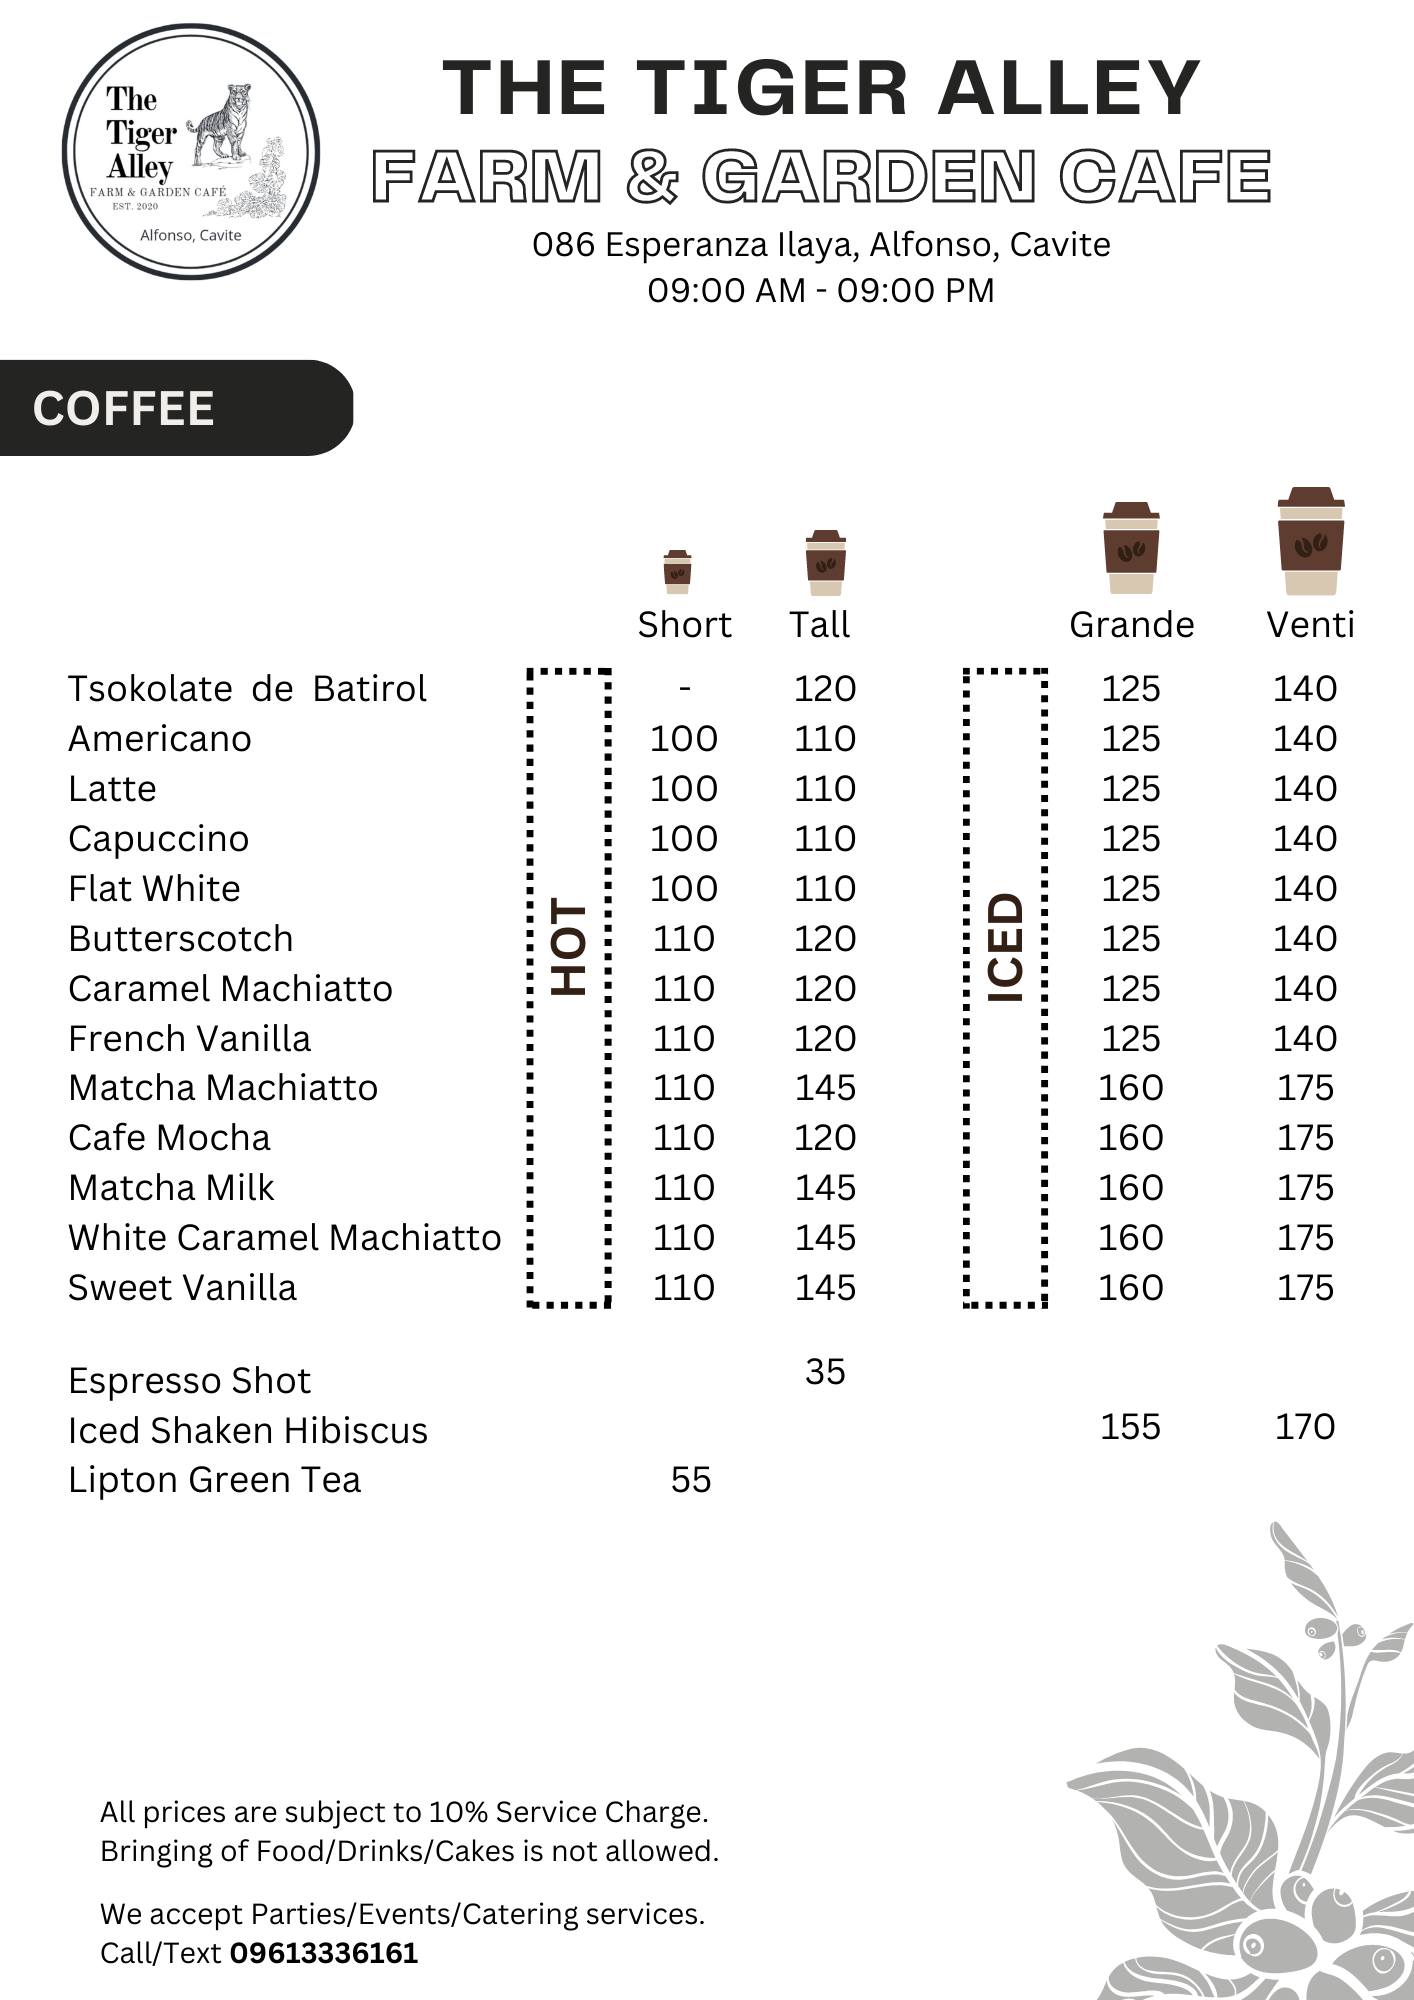 The
Tiger
Alley
FARM & GARDEN CAFÉ
EST. 2020
Alfonso, Cavite
THE TIGER ALLEY
FARM & GARDEN CAFE
086 Esperanza Ilaya, Alfonso, Cavite
09:00 AM - 09:00 PM
COFFEE
Short Tall Grande Venti
HOT
ICED
Tsokolate de Batirol - 120 125 140
Americano 100 110 125 140
Latte 100 110 125 140
Capuccino 100 110 125 140
Flat White 100 110 125 140
Butterscotch 110 120 125 140
Caramel Machiatto 110 120 125 140
French Vanilla 110 120 125 140
Matcha Machiatto 110 145 160 175
Cafe Mocha 110 120 160 175
Matcha Milk 110 145 160 175
White Caramel Machiatto 110 145 160 175
Sweet Vanilla 110 145 160 175
Espresso Shot 35
Iced Shaken Hibiscus 155 170
Lipton Green Tea 55
All prices are subject to 10% Service Charge.
Bringing of Food/Drinks/Cakes is not allowed.
We accept Parties/Events/Catering services.
Call/Text 09613336161